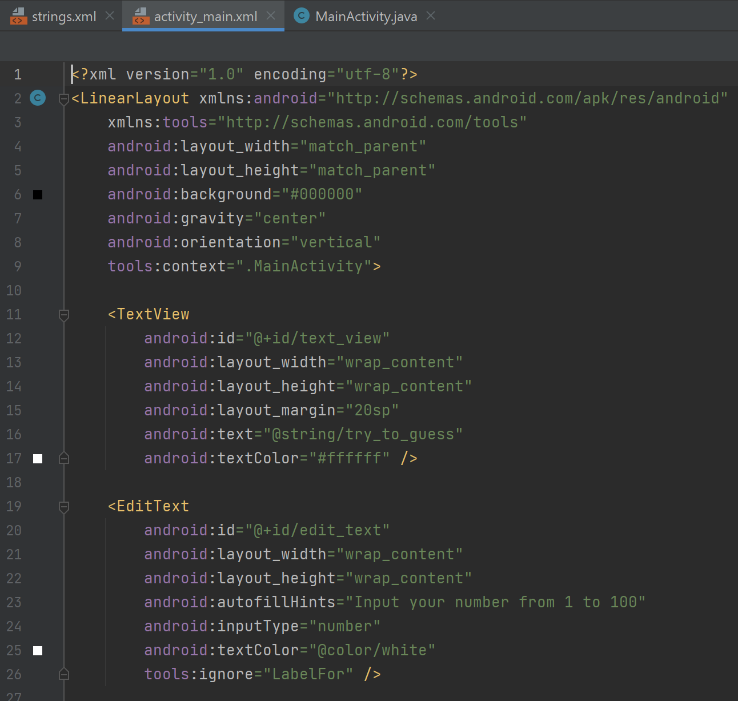 strings.xml activity_main.xml MainActivity.java
1 <?xml version="1.0" encoding="utf-8"?>
2 <LinearLayout xmlns:android="http://schemas.android.com/apk/res/android"
3 xmlns:tools="http://schemas.android.com/tools"
4 android:layout_width="match_parent"
5 android:layout_height="match_parent"
6 android:background="#000000"
7 android:gravity="center"
8 android:orientation="vertical"
9 tools:context=".MainActivity">
10
11 <TextView
12 android:id="@+id/text_view"
13 android:layout_width="wrap_content"
14 android:layout_height="wrap_content"
15 android:layout_margin="20sp"
16 android:text="@string/try_to_guess"
17 android:textColor="#ffffff" />
18
19 <EditText
20 android:id="@+id/edit_text"
21 android:layout_width="wrap_content"
22 android:layout_height="wrap_content"
23 android:autofillHints="Input your number from 1 to 100"
24 android:inputType="number"
25 android:textColor="@color/white"
26 tools:ignore="LabelFor" />
27